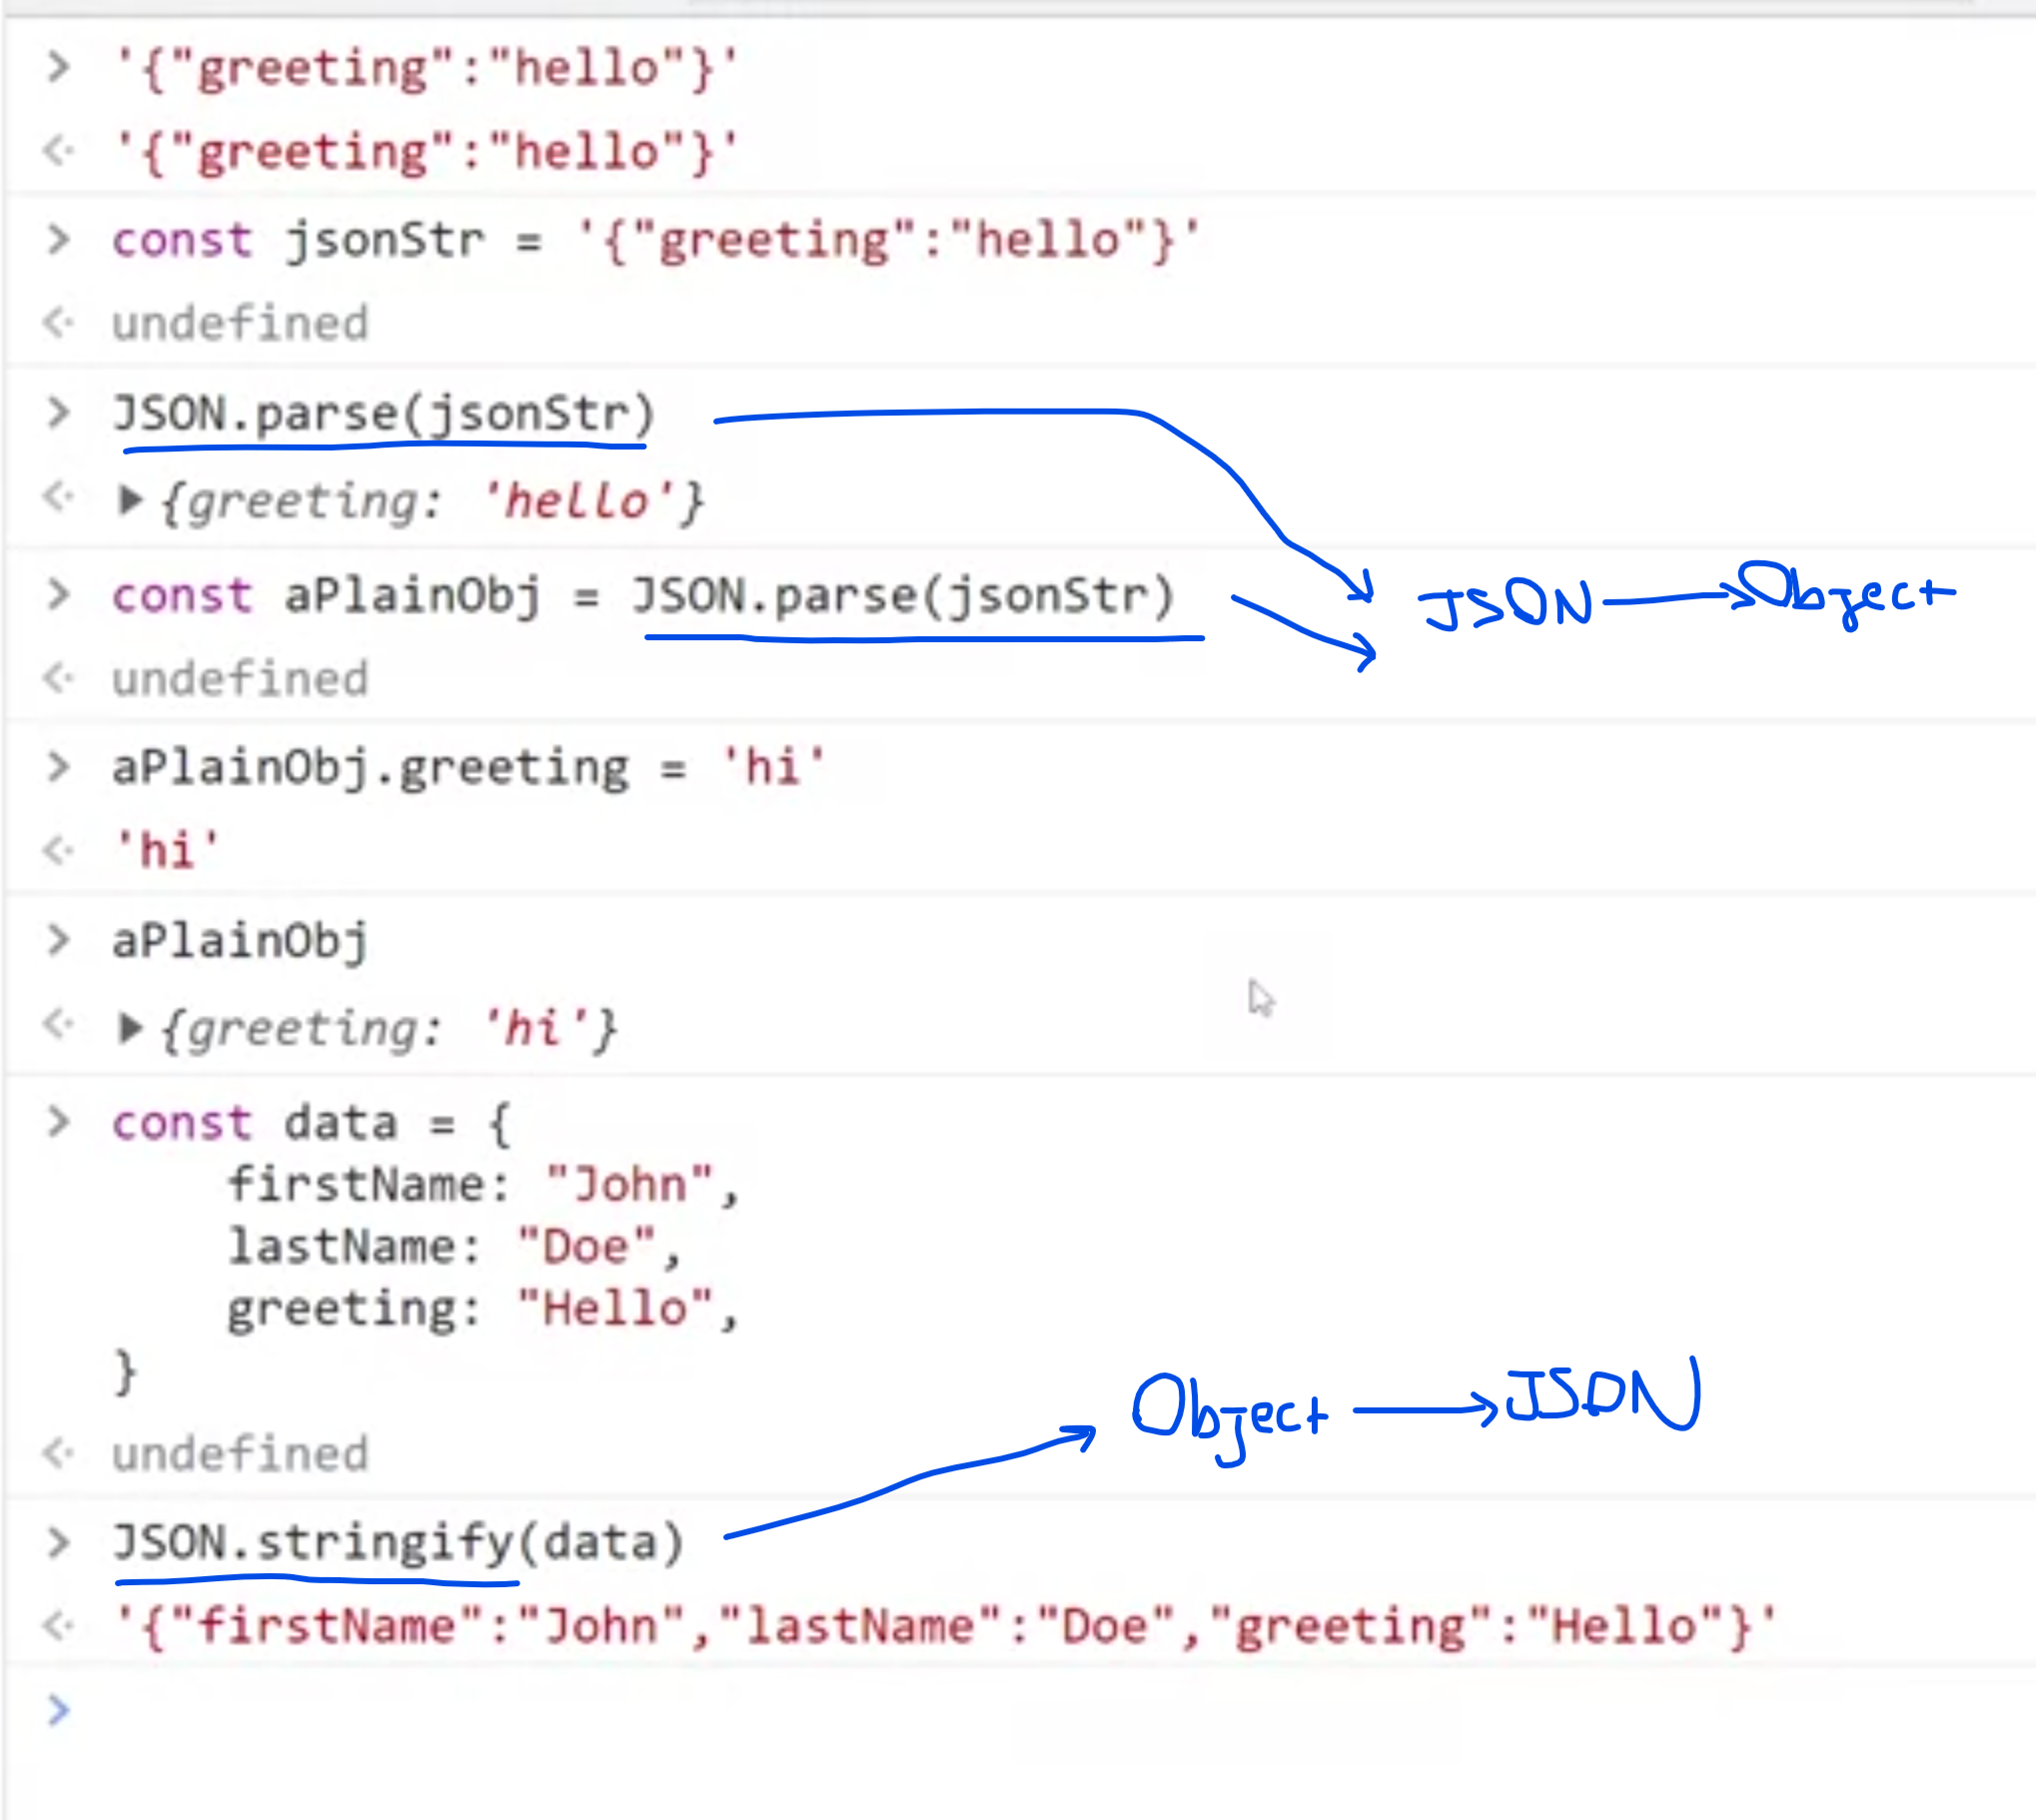 > '{"greeting":"hello"}'
<· '{"greeting":"hello"}'
> const jsonStr = '{"greeting":"hello"}'
<· undefined
> JSON.parse(jsonStr)
<· ▶ {greeting: 'hello'}
> const aPlainObj = JSON.parse(jsonStr)
JSON → Object
<· undefined
> aPlainObj.greeting = 'hi'
<· 'hi'
> aPlainObj
<· ▶ {greeting: 'hi'}
> const data = {
firstName: "John",
lastName: "Doe",
greeting: "Hello",
}
Object → JSON
<· undefined
> JSON.stringify(data)
<· '{"firstName":"John","lastName":"Doe","greeting":"Hello"}'
>